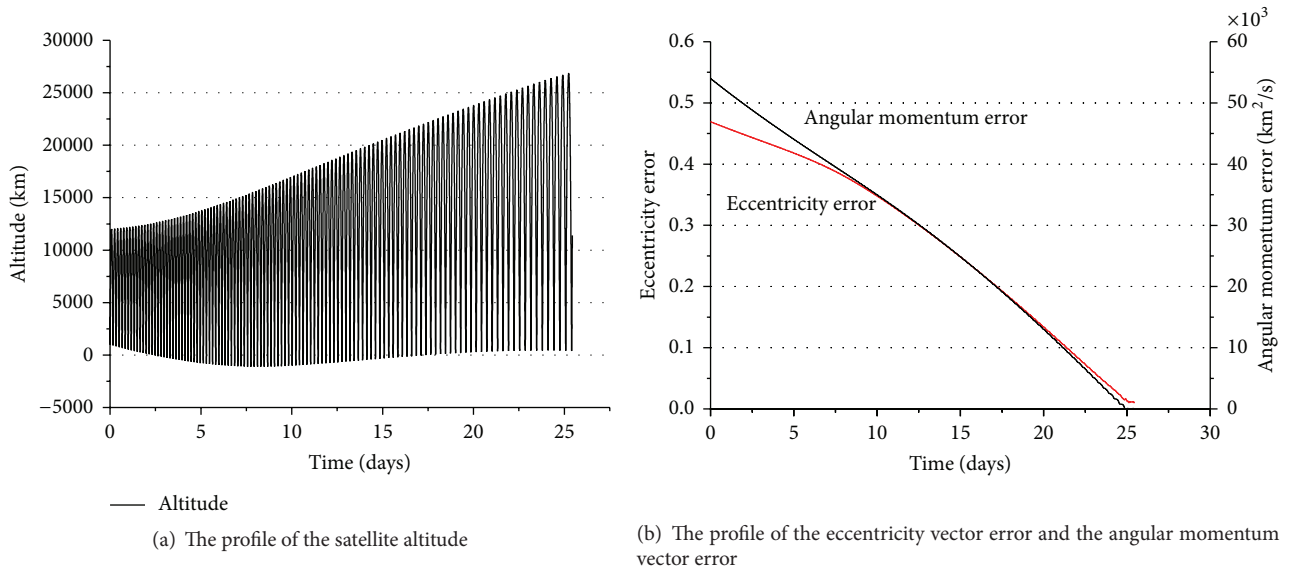 30000
25000
20000
15000
10000
5000
0
−5000
Altitude (km)
0 5 10 15 20 25
Time (days)
Altitude
(a) The profile of the satellite altitude
×10³
0.6
0.5
0.4
0.3
0.2
0.1
0.0
Eccentricity error
Angular momentum error
Eccentricity error
60
50
40
30
20
10
0
Angular momentum error (km²/s)
0 5 10 15 20 25 30
Time (days)
(b) The profile of the eccentricity vector error and the angular momentum
vector error